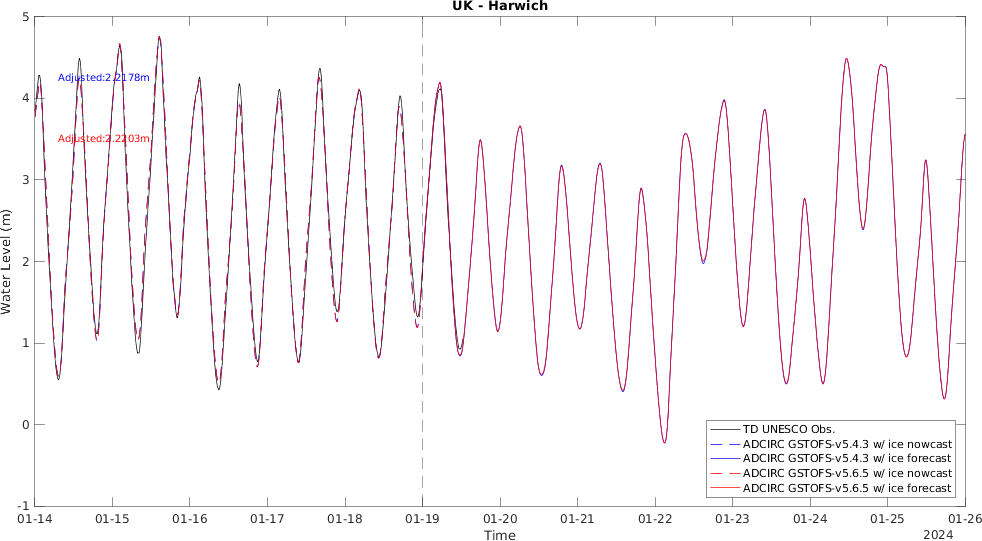 UK - Harwich
5
4
3
2
1
0
-1
Water Level (m)
Adjusted:2.2178m
Adjusted:2.2203m
TD UNESCO Obs.
ADCIRC GSTOFS-v5.4.3 w/ ice nowcast
ADCIRC GSTOFS-v5.4.3 w/ ice forecast
ADCIRC GSTOFS-v5.6.5 w/ ice nowcast
ADCIRC GSTOFS-v5.6.5 w/ ice forecast
01-14 01-15 01-16 01-17 01-18 01-19 01-20 01-21 01-22 01-23 01-24 01-25 01-26
Time
2024